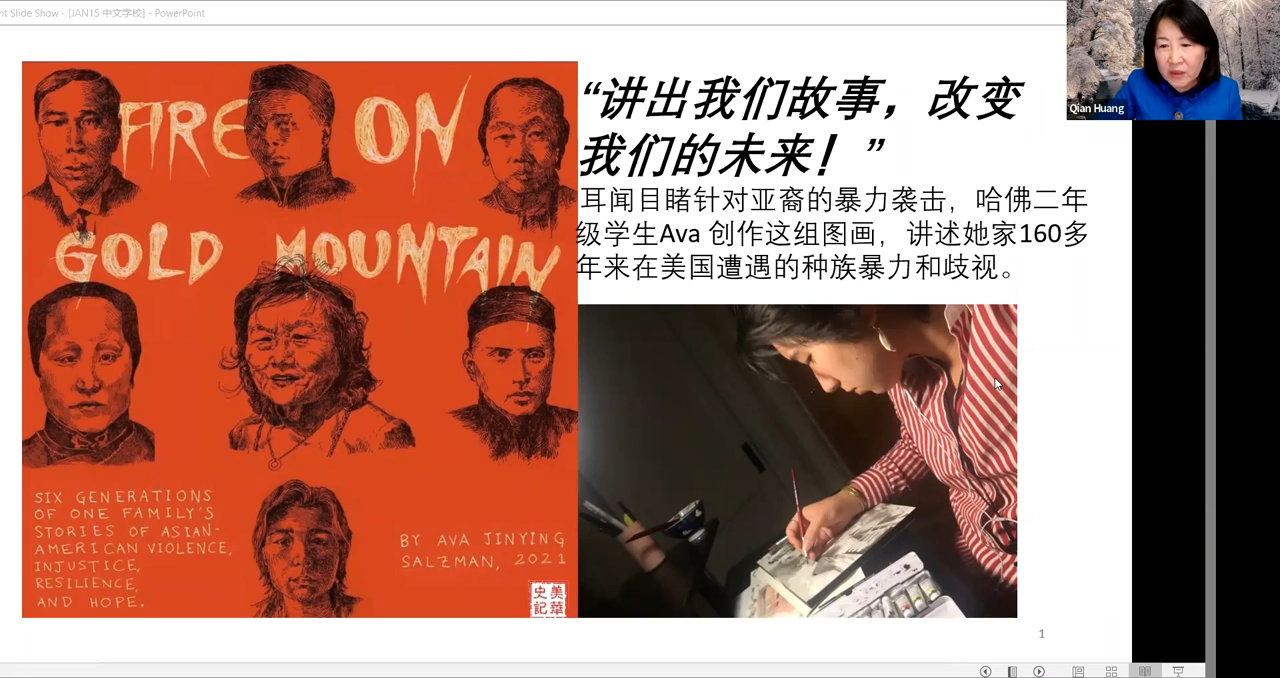 nt Slide Show - [JAN15 中文学校] - PowerPoint
Qian Huang
FIRE ON
GOLD MOUNTAIN
SIX GENERATIONS
OF ONE FAMILY'S
STORIES OF ASIAN-
AMERICAN VIOLENCE,
INJUSTICE,
RESILIENCE,
AND HOPE.
BY AVA JINYING
SALZMAN, 2021
美華
史記
“讲出我们故事，改变
我们的未来！”
耳闻目睹针对亚裔的暴力袭击，哈佛二年
级学生Ava 创作这组图画，讲述她家160多
年来在美国遭遇的种族暴力和歧视。
1